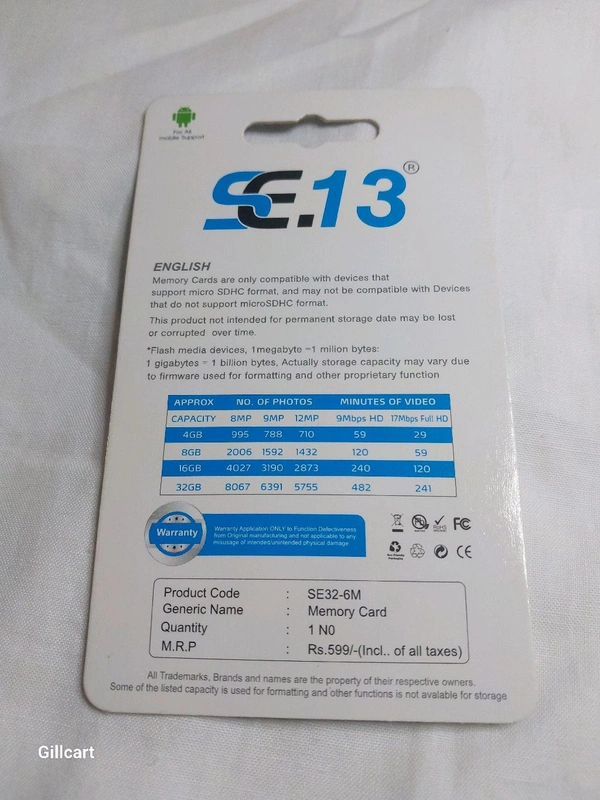 For All
mobile Support
SE.13®
ENGLISH
Memory Cards are only compatible with devices that
support micro SDHC format, and may not be compatible with Devices
that do not support microSDHC format.
This product not intended for permanent storage date may be lost
or corrupted over time.
*Flash media devices, 1megabyte =1 milion bytes:
1 gigabytes = 1 billion bytes, Actually storage capacity may vary due
to firmware used for formatting and other proprietary function
APPROX NO. OF PHOTOS MINUTES OF VIDEO
CAPACITY 8MP 9MP 12MP 9Mbps HD 17Mbps Full HD
4GB 995 788 710 59 29
8GB 2006 1592 1432 120 59
16GB 4027 3190 2873 240 120
32GB 8067 6391 5755 482 241
Warranty
Warranty Application ONLY to Function Defectiveness
from Original manufacturing and not applicable to any
misusage of intended/unintended physical damage
RoHS FC
CE
Product Code : SE32-6M
Generic Name : Memory Card
Quantity : 1 N0
M.R.P : Rs.599/-(Incl.. of all taxes)
All Trademarks, Brands and names are the property of their respective owners.
Some of the listed capacity is used for formatting and other functions is not available for storage
Gillcart